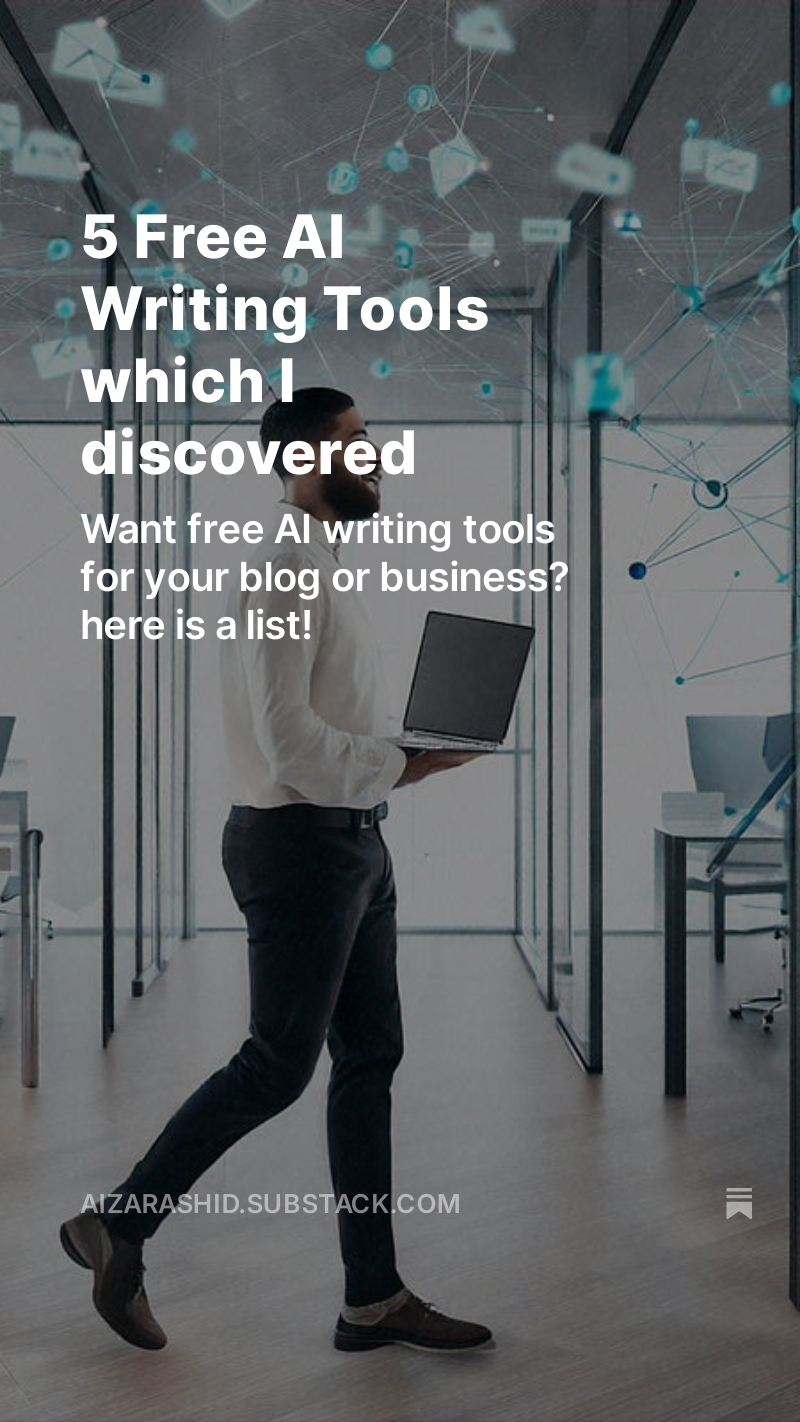 5 Free AI
Writing Tools
which I
discovered
Want free AI writing tools
for your blog or business?
here is a list!
AIZARASHID.SUBSTACK.COM